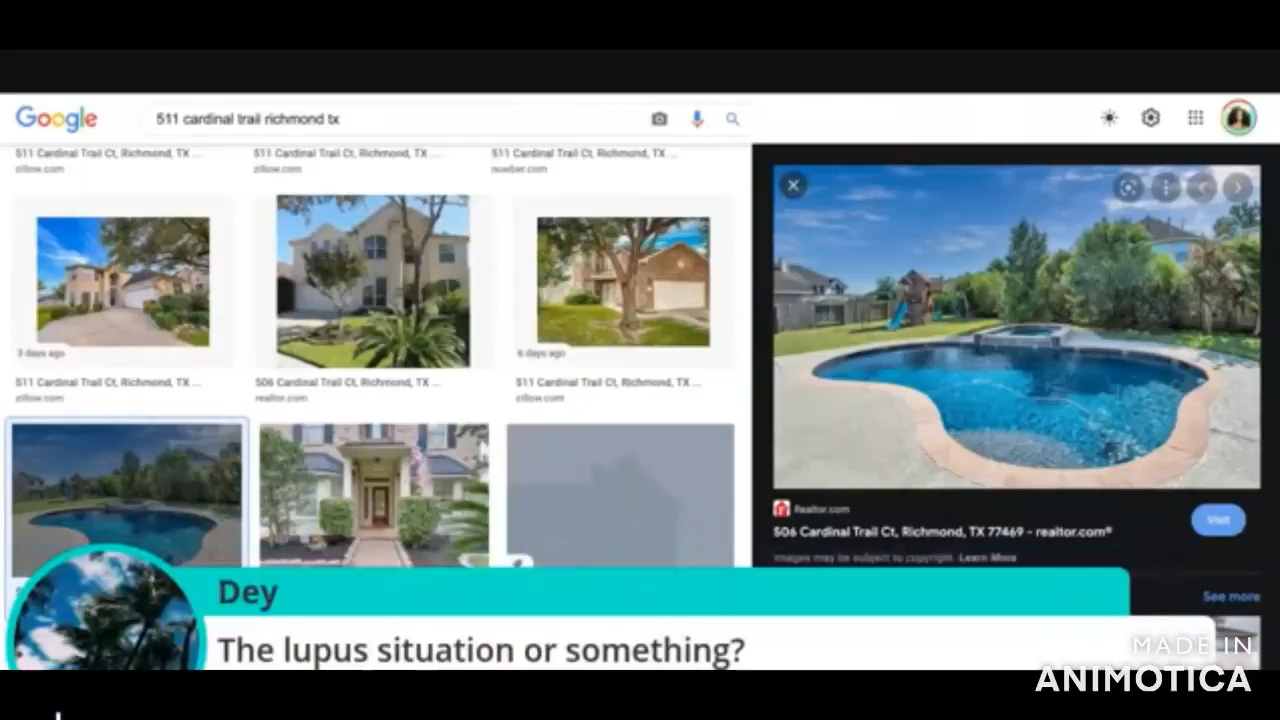 Google
511 cardinal trail richmond tx
511 Cardinal Trail Ct, Richmond, TX ...
zillow.com
511 Cardinal Trail Ct, Richmond, TX ...
zillow.com
511 Cardinal Trail Ct, Richmond, TX ...
number.com
3 days ago
6 days ago
511 Cardinal Trail Ct, Richmond, TX ...
zillow.com
506 Cardinal Trail Ct, Richmond, TX ...
realtor.com
511 Cardinal Trail Ct, Richmond, TX ...
zillow.com
Realtor.com
506 Cardinal Trail Ct, Richmond, TX 77469 - realtor.com®
Visit
Images may be subject to copyright. Learn More
See more
Dey
The lupus situation or something?
MADE IN
ANIMOTICA